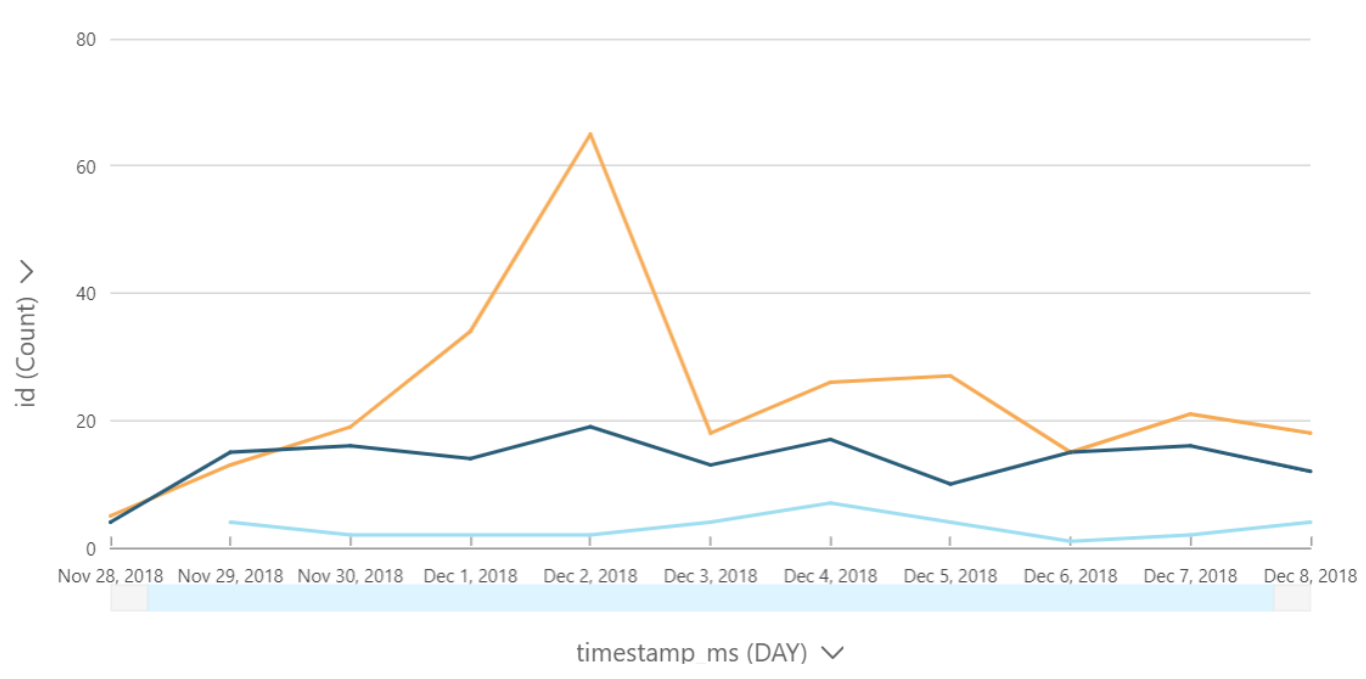 80
60
40
20
0
id (Count)
Nov 28, 2018 Nov 29, 2018 Nov 30, 2018 Dec 1, 2018 Dec 2, 2018 Dec 3, 2018 Dec 4, 2018 Dec 5, 2018 Dec 6, 2018 Dec 7, 2018 Dec 8, 2018
timestamp_ms (DAY)